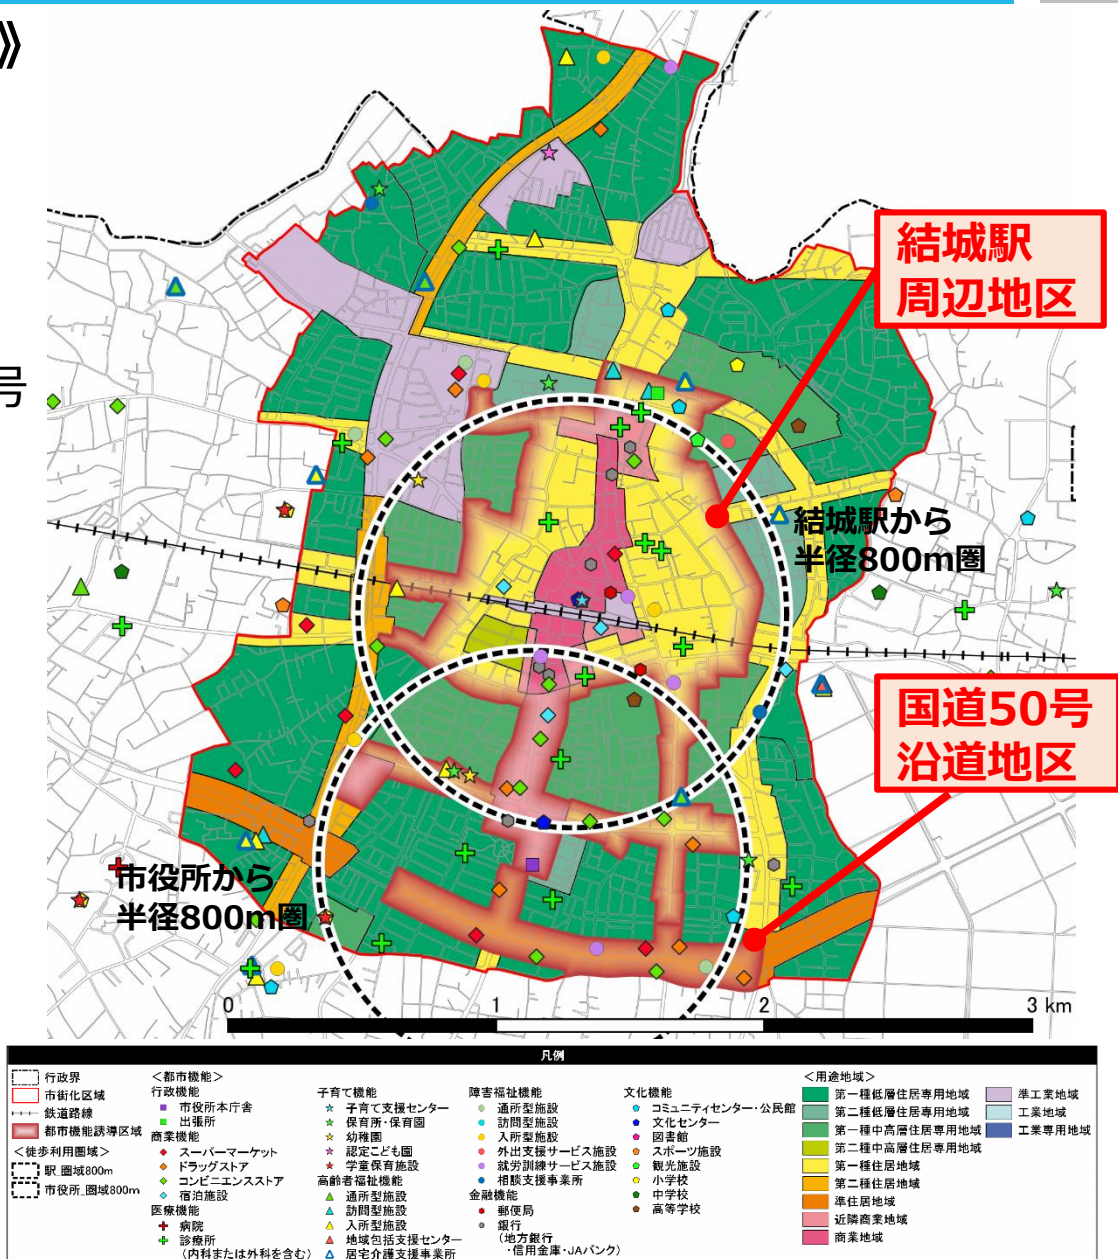 》
号
結城駅
周辺地区
結城駅から
半径800m圏
国道50号
沿道地区
市役所から
半径800m圏
0 1 2 3 km
凡例
行政界
市街化区域
鉄道路線
都市機能誘導区域
<徒歩利用圏域>
駅_圏域800m
市役所_圏域800m
<都市機能>
行政機能
市役所本庁舎
出張所
商業機能
スーパーマーケット
ドラッグストア
コンビニエンスストア
宿泊施設
医療機能
病院
診療所
(内科または外科を含む)
子育て機能
子育て支援センター
保育所・保育園
幼稚園
認定こども園
学童保育施設
高齢者福祉機能
通所型施設
訪問型施設
入所型施設
地域包括支援センター
居宅介護支援事業所
障害福祉機能
通所型施設
訪問型施設
入所型施設
外出支援サービス施設
就労訓練サービス施設
相談支援事業所
金融機能
郵便局
銀行
(地方銀行
・信用金庫・JAバンク)
文化機能
コミュニティセンター・公民館
文化センター
図書館
スポーツ施設
観光施設
小学校
中学校
高等学校
<用途地域>
第一種低層住居専用地域
第二種低層住居専用地域
第一種中高層住居専用地域
第二種中高層住居専用地域
第一種住居地域
第二種住居地域
準住居地域
近隣商業地域
商業地域
準工業地域
工業地域
工業専用地域